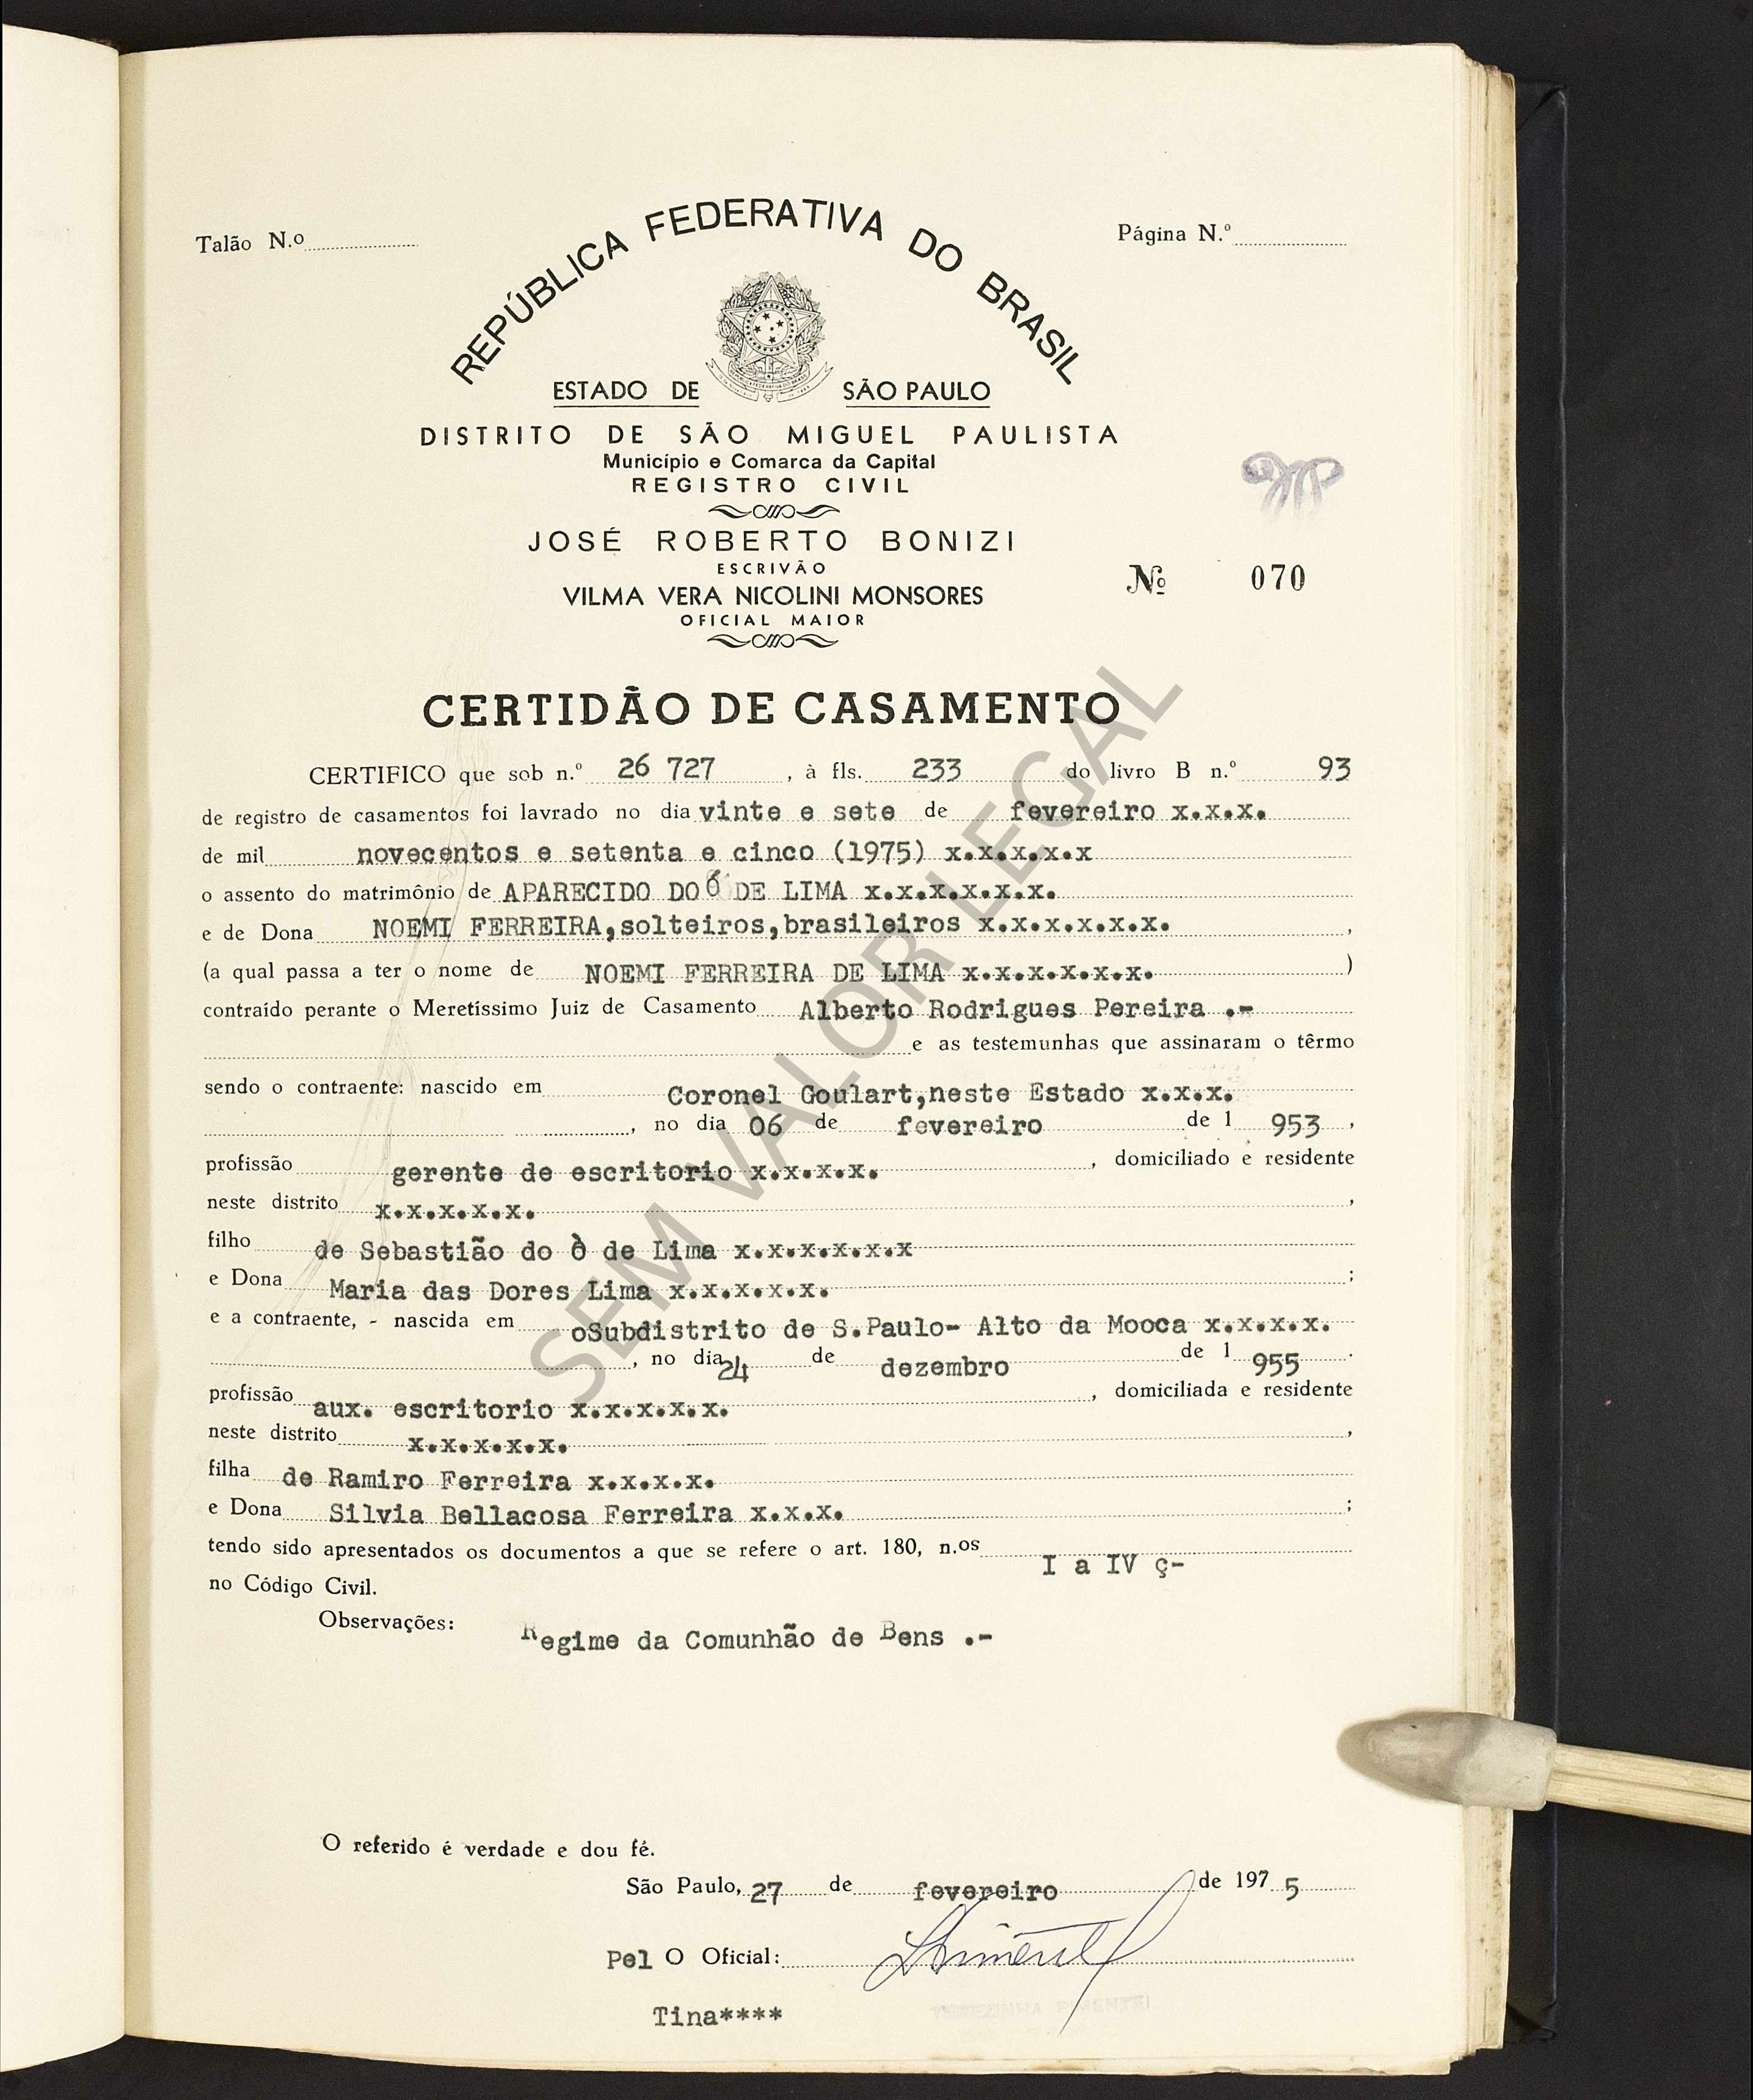 Talão N.o
Página N.º
REPÚBLICA FEDERATIVA DO BRASIL
ESTADO DE SÃO PAULO
DISTRITO DE SÃO MIGUEL PAULISTA
Município e Comarca da Capital
REGISTRO CIVIL
JOSÉ ROBERTO BONIZI
ESCRIVÃO
Nº 070
VILMA VERA NICOLINI MONSORES
OFICIAL MAIOR
CERTIDÃO DE CASAMENTO
CERTIFICO que sob n.º 26 727 , à fls. 233 do livro B n.º 93
de registro de casamentos foi lavrado no dia vinte e sete de fevereiro x.x.x.
de mil novecentos e setenta e cinco (1975) x.x.x.x.x
o assento do matrimônio de APARECIDO DO Ó DE LIMA x.x.x.x.x.x.
e de Dona NOEMI FERREIRA,solteiros,brasileiros x.x.x.x.x.x. ,
(a qual passa a ter o nome de NOEMI FERREIRA DE LIMA x.x.x.x.x.x. )
contraído perante o Meretíssimo Juiz de Casamento Alberto Rodrigues Pereira .-
e as testemunhas que assinaram o têrmo
sendo o contraente: nascido em Coronel Goulart,neste Estado x.x.x.
, no dia 06 de fevereiro de 1 953 ,
profissão gerente de escritorio x.x.x.x. , domiciliado e residente
neste distrito x.x.x.x.x. ,
filho de Sebastião do Ò de Lima x.x.x.x.x.x
e Dona Maria das Dores Lima x.x.x.x.x. ;
e a contraente, - nascida em oSubdistrito de S.Paulo- Alto da Mooca x.x.x.x.
, no dia 24 de dezembro de 1 955 .
profissão aux. escritorio x.x.x.x.x. , domiciliada e residente
neste distrito x.x.x.x.x. ,
filha de Ramiro Ferreira x.x.x.x.
e Dona Silvia Bellacosa Ferreira x.x.x. ;
tendo sido apresentados os documentos a que se refere o art. 180, n.os I a IV ç-
no Código Civil.
Observações: Regime da Comunhão de Bens .-
O referido é verdade e dou fé.
São Paulo, 27 de fevereiro de 197 5
Pel O Oficial:
Tina****
TEREZINHA PIMENTEL
SEM VALOR LEGAL